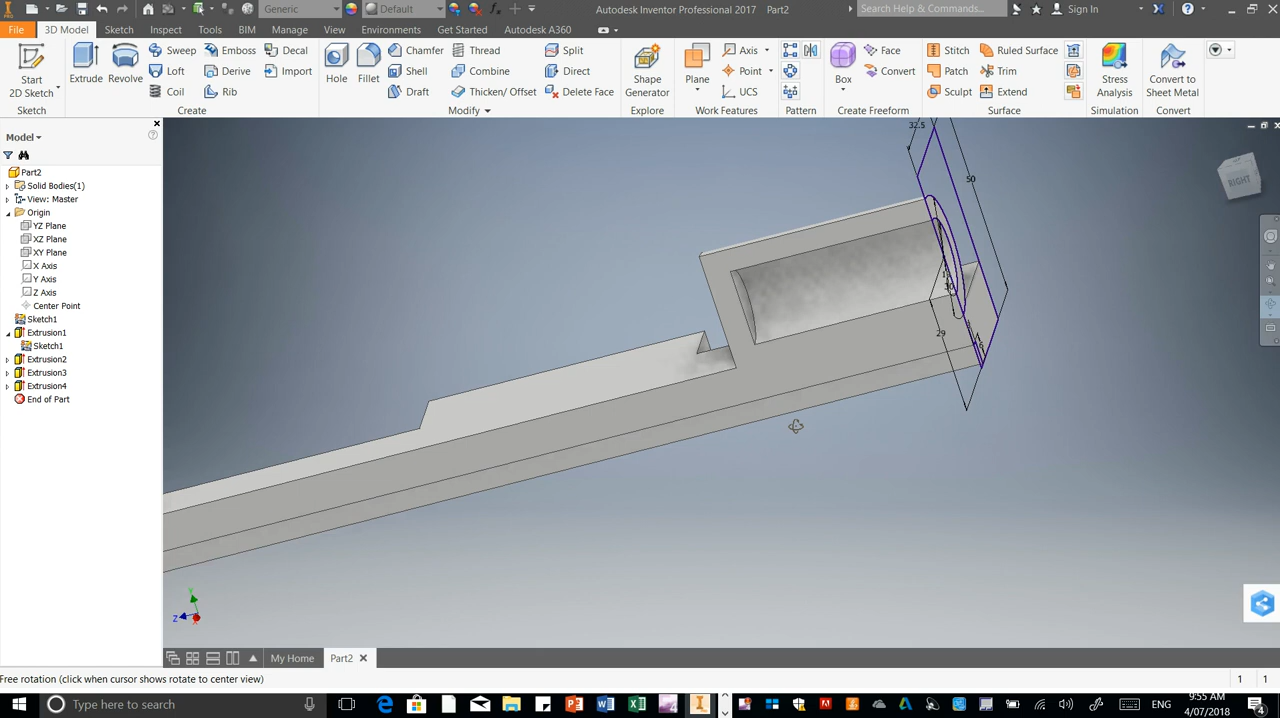 Generic Default Autodesk Inventor Professional 2017 Part2 Search Help & Commands... Sign In
File 3D Model Sketch Inspect Tools BIM Manage View Environments Get Started Autodesk A360
Start 2D Sketch
Sketch
Extrude Revolve Sweep Emboss Decal
Loft Derive Import
Coil Rib
Create
Hole Fillet Chamfer Thread Split
Shell Combine Direct
Draft Thicken/ Offset Delete Face
Modify
Shape Generator
Explore
Plane Axis
Point
UCS
Work Features
Pattern
Box Face
Convert
Create Freeform
Stitch Ruled Surface
Patch Trim
Sculpt Extend
Surface
Stress Analysis
Simulation
Convert to Sheet Metal
Convert
Model
Part2
Solid Bodies(1)
View: Master
Origin
YZ Plane
XZ Plane
XY Plane
X Axis
Y Axis
Z Axis
Center Point
Sketch1
Extrusion1
Sketch1
Extrusion2
Extrusion3
Extrusion4
End of Part
32.5
50
30
29
RIGHT
Y
Z
My Home Part2
Free rotation (click when cursor shows rotate to center view) 1 1
Type here to search ENG 9:55 AM
4/07/2018